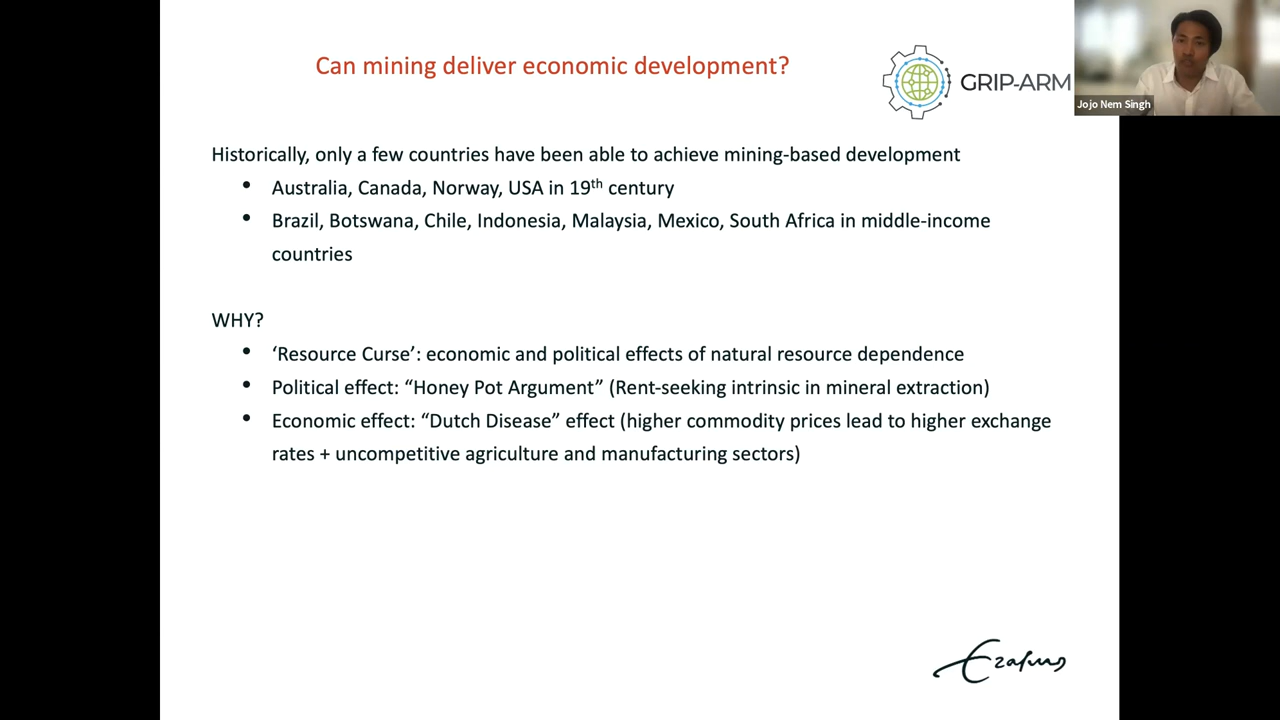 Can mining deliver economic development?
GRIP-ARM
Jojo Nem Singh
Historically, only a few countries have been able to achieve mining-based development
• Australia, Canada, Norway, USA in 19th century
• Brazil, Botswana, Chile, Indonesia, Malaysia, Mexico, South Africa in middle-income
countries
WHY?
• ‘Resource Curse’: economic and political effects of natural resource dependence
• Political effect: “Honey Pot Argument” (Rent-seeking intrinsic in mineral extraction)
• Economic effect: “Dutch Disease” effect (higher commodity prices lead to higher exchange
rates + uncompetitive agriculture and manufacturing sectors)
Erasmus